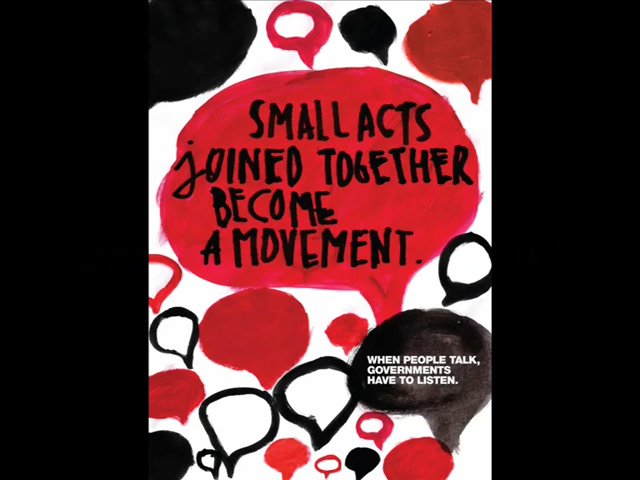 SMALL ACTS
jOINED TOGETHER
BECOME
A MOVEMENT.
WHEN PEOPLE TALK,
GOVERNMENTS
HAVE TO LISTEN.